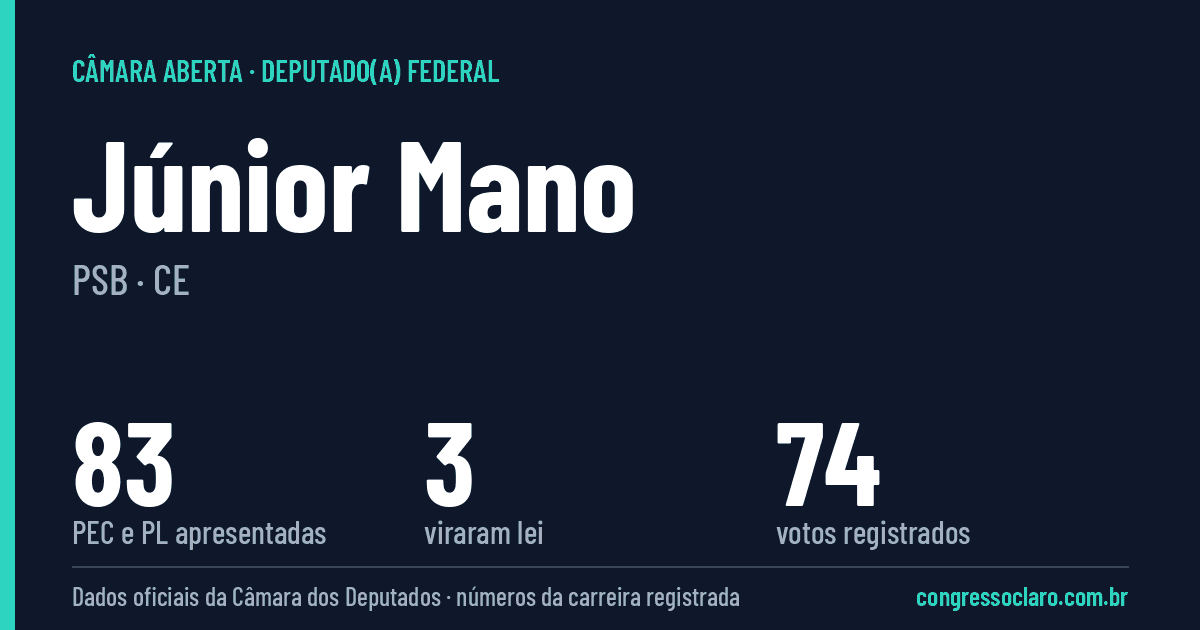 CÂMARA ABERTA · DEPUTADO(A) FEDERAL
Júnior Mano
PSB · CE
83 3 74
PEC e PL apresentadas viraram lei votos registrados
Dados oficiais da Câmara dos Deputados · números da carreira registrada congressoclaro.com.br